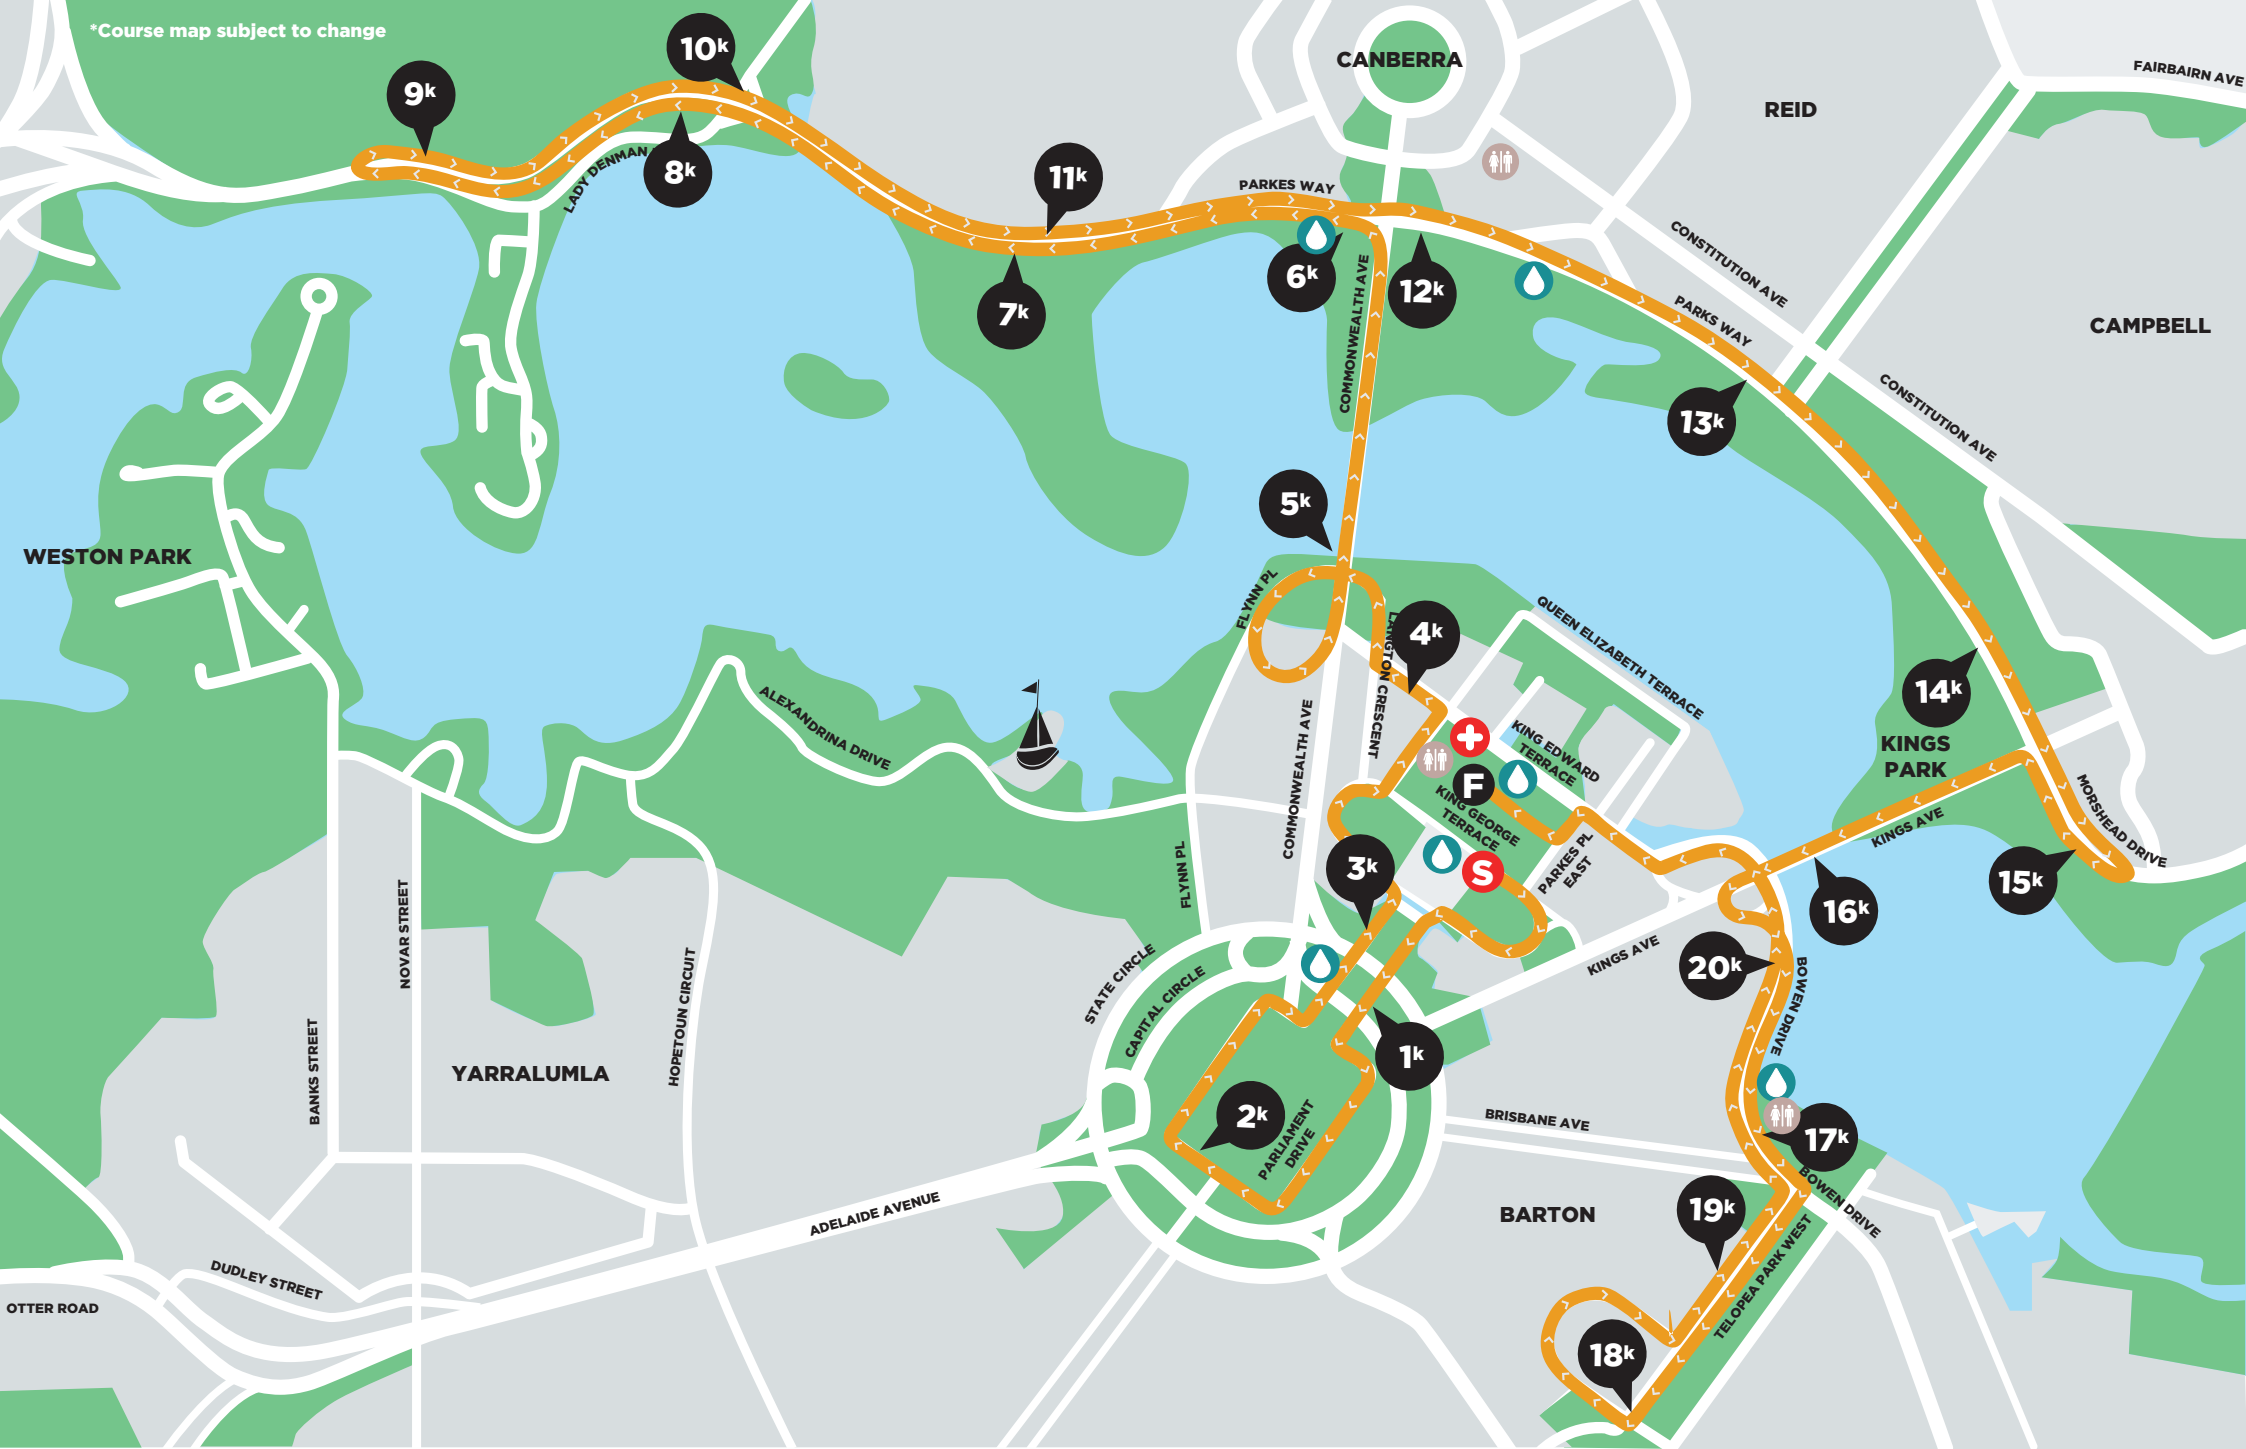 *Course map subject to change
10k
9k
8k
LADY DENMAN
11k
7k
PARKES WAY
6k
12k
CANBERRA
REID
FAIRBAIRN AVE
CONSTITUTION AVE
PARKS WAY
CAMPBELL
CONSTITUTION AVE
13k
COMMONWEALTH AVE
5k
WESTON PARK
FLYNN PL
4k
LANGTON CRESCENT
QUEEN ELIZABETH TERRACE
ALEXANDRINA DRIVE
COMMONWEALTH AVE
KING EDWARD
TERRACE
F
KING GEORGE
TERRACE
14k
KINGS
PARK
MORSHEAD DRIVE
KINGS AVE
15k
16k
3k
S
PARKES PL
EAST
FLYNN PL
NOVAR STREET
HOPETOUN CIRCUIT
STATE CIRCLE
CAPITAL CIRCLE
KINGS AVE
20k
BOWEN DRIVE
1k
2k
PARLIAMENT
DRIVE
BANKS STREET
YARRALUMLA
BRISBANE AVE
17k
BOWEN DRIVE
ADELAIDE AVENUE
BARTON
19k
TELOPEA PARK WEST
DUDLEY STREET
OTTER ROAD
18k